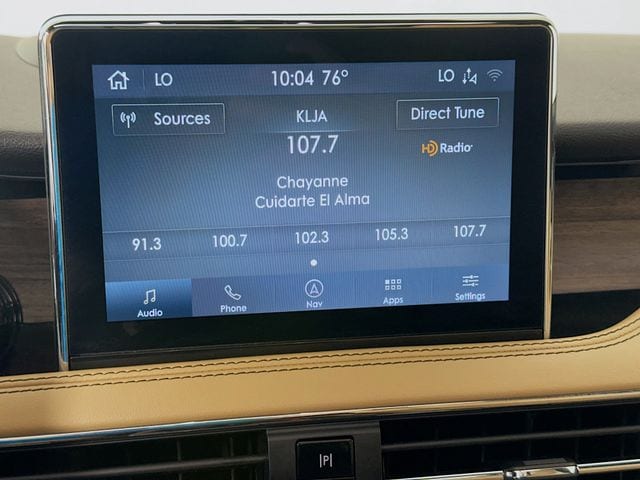 LO 10:04 76° LO
Sources KLJA Direct Tune
107.7 HD Radio
Chayanne
Cuidarte El Alma
91.3 100.7 102.3 105.3 107.7
Audio Phone Nav Apps Settings
|P|